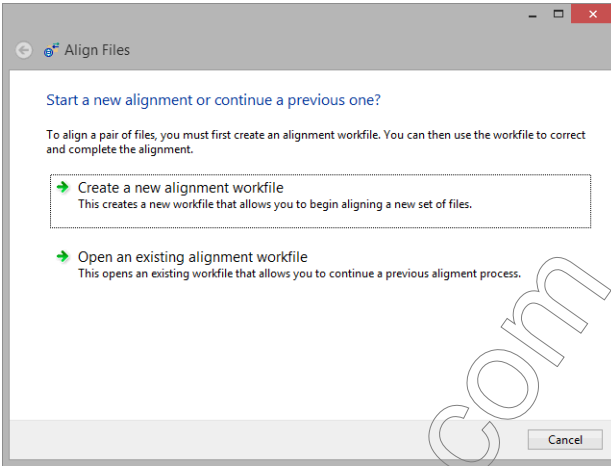 Align Files
Start a new alignment or continue a previous one?
To align a pair of files, you must first create an alignment workfile. You can then use the workfile to correct
and complete the alignment.
Create a new alignment workfile
This creates a new workfile that allows you to begin aligning a new set of files.
Open an existing alignment workfile
This opens an existing workfile that allows you to continue a previous aligment process.
com
Cancel